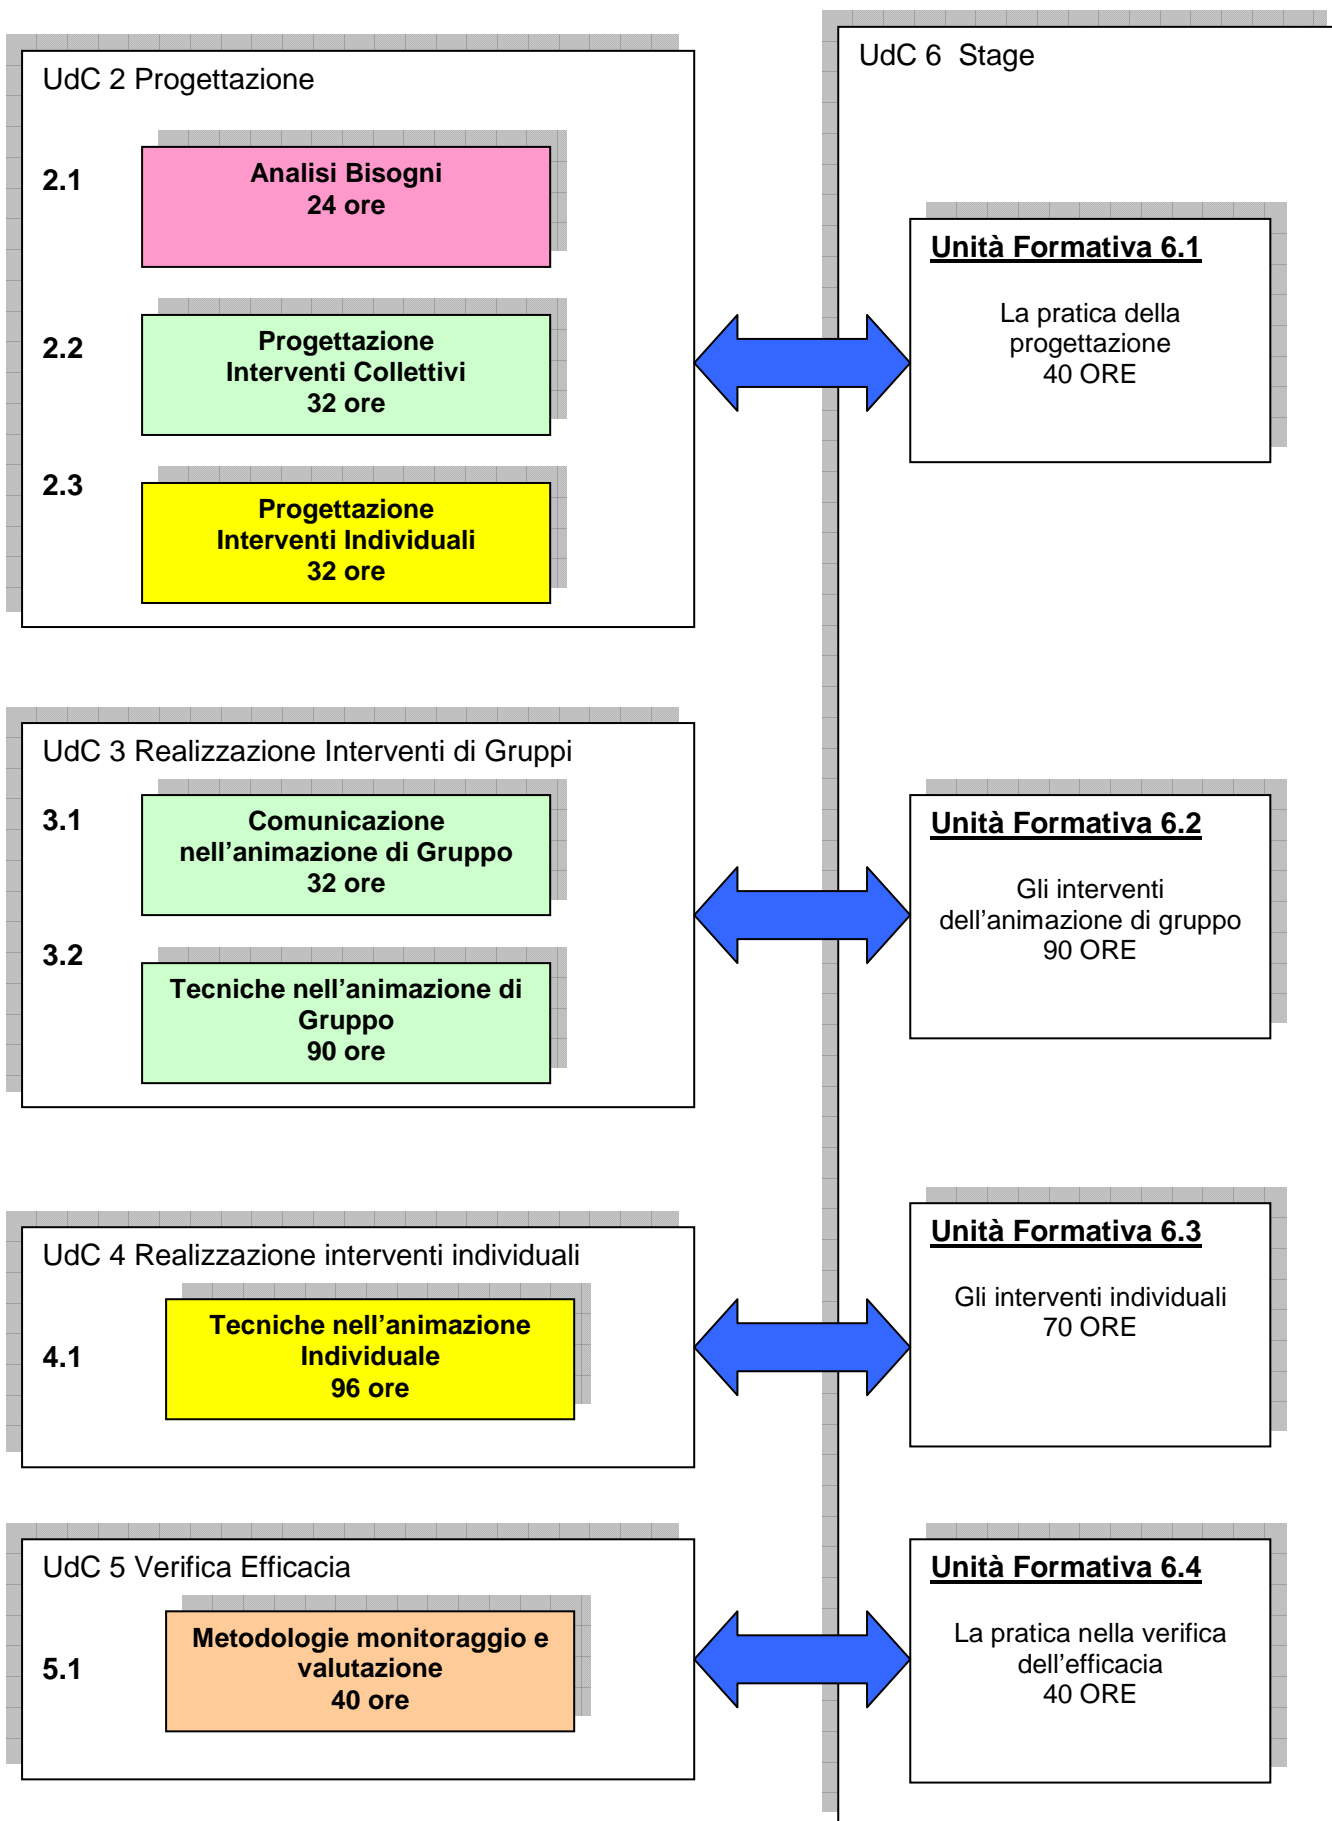 UdC 2 Progettazione
2.1
Analisi Bisogni
24 ore
2.2
Progettazione
Interventi Collettivi
32 ore
2.3
Progettazione
Interventi Individuali
32 ore
UdC 3 Realizzazione Interventi di Gruppi
3.1
Comunicazione
nell’animazione di Gruppo
32 ore
3.2
Tecniche nell’animazione di
Gruppo
90 ore
UdC 4 Realizzazione interventi individuali
4.1
Tecniche nell’animazione
Individuale
96 ore
UdC 5 Verifica Efficacia
5.1
Metodologie monitoraggio e
valutazione
40 ore
UdC 6  Stage
Unità Formativa 6.1
La pratica della
progettazione
40 ORE
Unità Formativa 6.2
Gli interventi
dell’animazione di gruppo
90 ORE
Unità Formativa 6.3
Gli interventi individuali
70 ORE
Unità Formativa 6.4
La pratica nella verifica
dell’efficacia
40 ORE